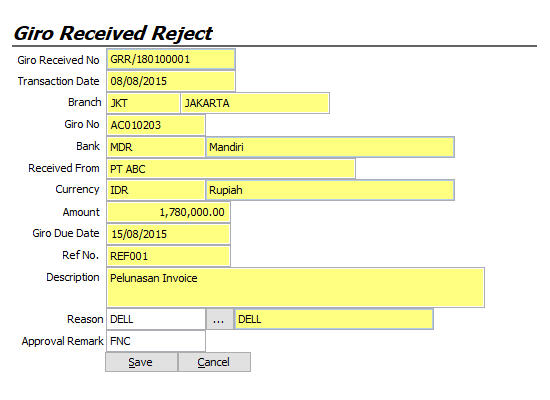 Giro Received Reject
Giro Received No GRR/180100001
Transaction Date 08/08/2015
Branch JKT JAKARTA
Giro No AC010203
Bank MDR Mandiri
Received From PT ABC
Currency IDR Rupiah
Amount 1,780,000.00
Giro Due Date 15/08/2015
Ref No. REF001
Description Pelunasan Invoice
Reason DELL ... DELL
Approval Remark FNC
Save Cancel